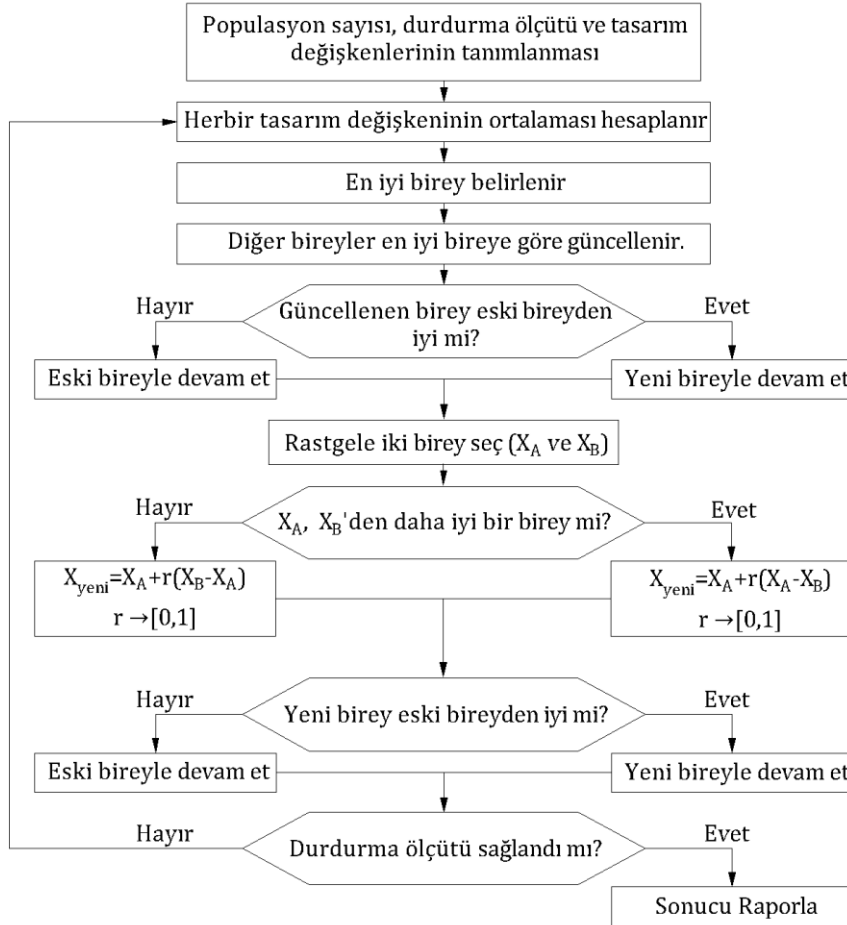 Populasyon sayısı, durdurma ölçütü ve tasarım
değişkenlerinin tanımlanması
Herbir tasarım değişkeninin ortalaması hesaplanır
En iyi birey belirlenir
Diğer bireyler en iyi bireye göre güncellenir.
Hayır
Güncellenen birey eski bireyden
iyi mi?
Evet
Eski bireyle devam et
Yeni bireyle devam et
Rastgele iki birey seç (X_A ve X_B)
Hayır
X_A, X_B'den daha iyi bir birey mi?
Evet
X_yeni=X_A+r(X_B-X_A)
r →[0,1]
X_yeni=X_A+r(X_A-X_B)
r →[0,1]
Hayır
Yeni birey eski bireyden iyi mi?
Evet
Eski bireyle devam et
Yeni bireyle devam et
Hayır
Durdurma ölçütü sağlandı mı?
Evet
Sonucu Raporla